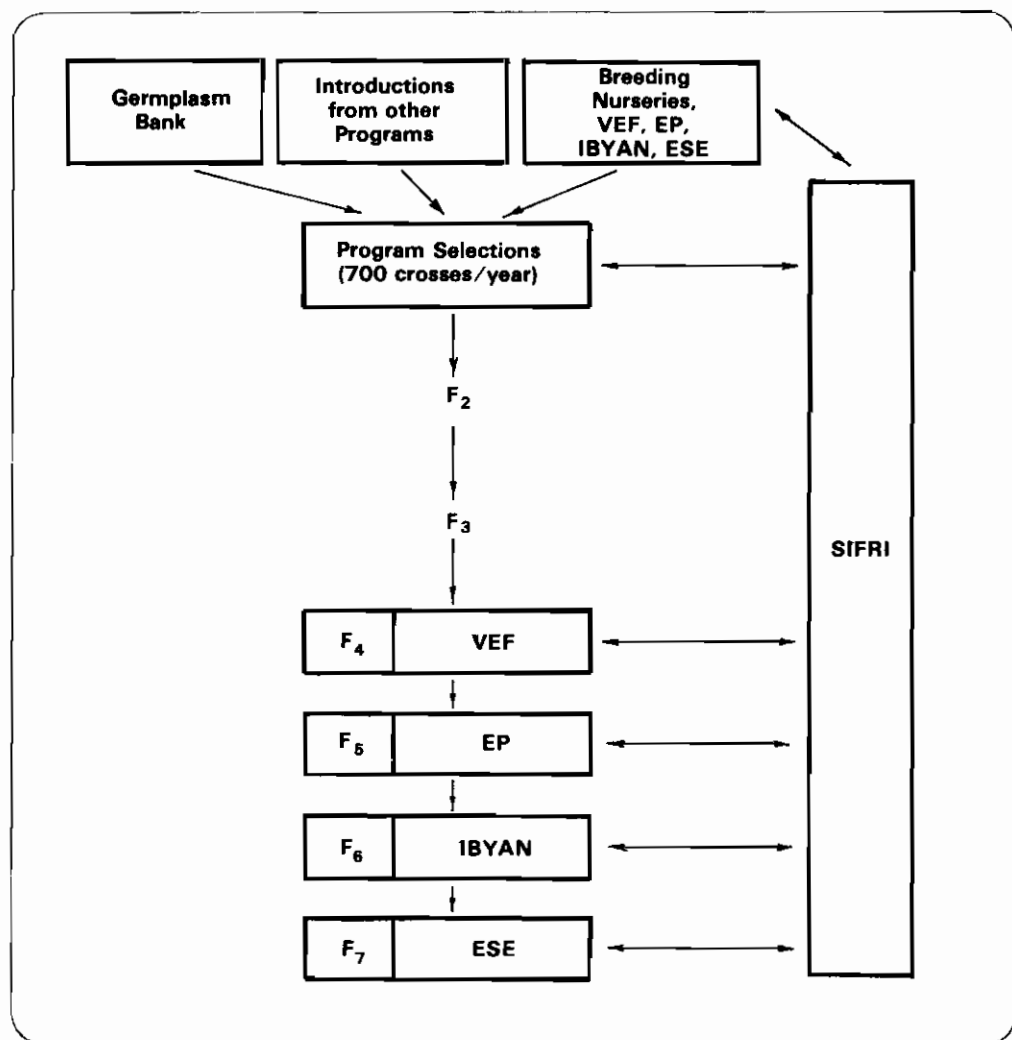 Germplasm
Bank
Introductions
from other
Programs
Breeding
Nurseries,
VEF, EP,
IBYAN, ESE
Program Selections
(700 crosses/year)
F₂
F₃
SIFRI
F₄ VEF
F₅ EP
F₆ IBYAN
F₇ ESE